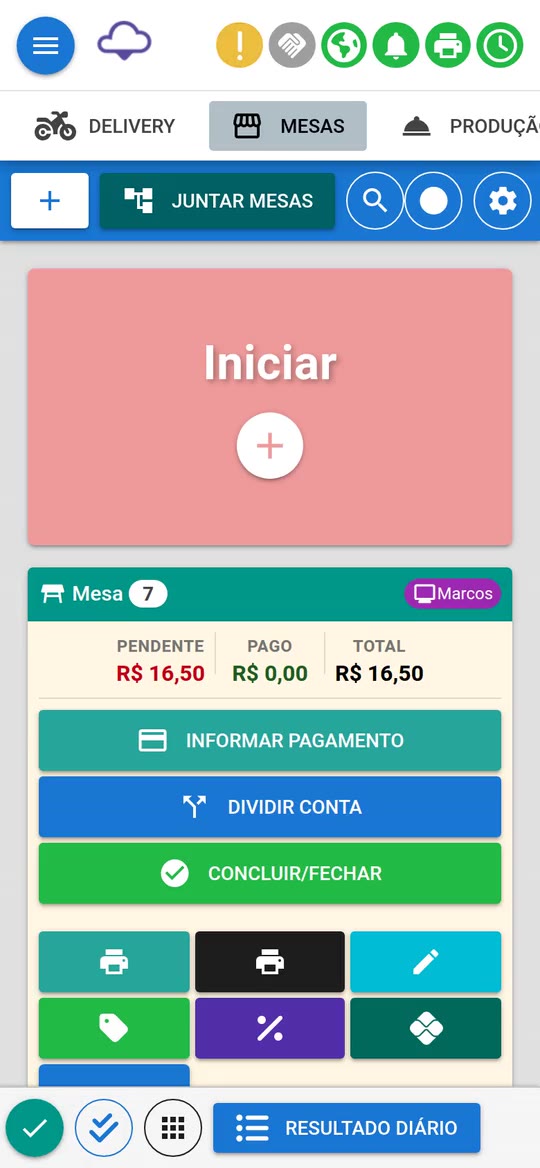 DELIVERY
MESAS
PRODUÇÃ
JUNTAR MESAS
Iniciar
Mesa 7
Marcos
PENDENTE PAGO TOTAL
R$ 16,50 R$ 0,00 R$ 16,50
INFORMAR PAGAMENTO
DIVIDIR CONTA
CONCLUIR/FECHAR
RESULTADO DIÁRIO